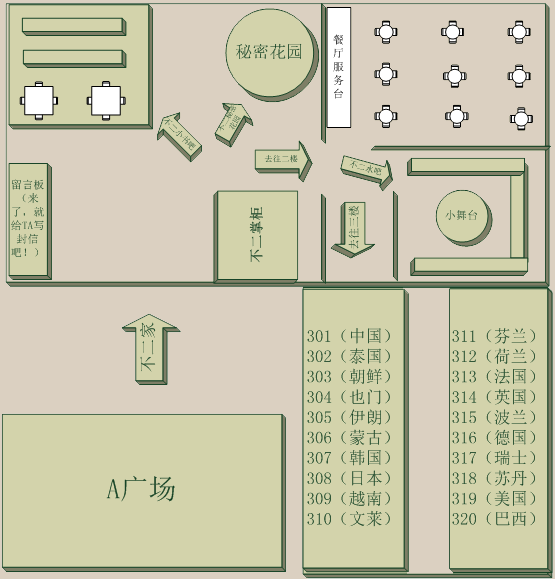 秘密花园
餐厅服务台
不二小书吧
去往二楼
不二水吧
留言板
（来
了，就
给TA写
封信
吧！）
不二掌柜
去往三楼
小舞台
不二家
A广场
301（中国）
302（泰国）
303（朝鲜）
304（也门）
305（伊朗）
306（蒙古）
307（韩国）
308（日本）
309（越南）
310（文莱）
311（芬兰）
312（荷兰）
313（法国）
314（英国）
315（波兰）
316（德国）
317（瑞士）
318（苏丹）
319（美国）
320（巴西）